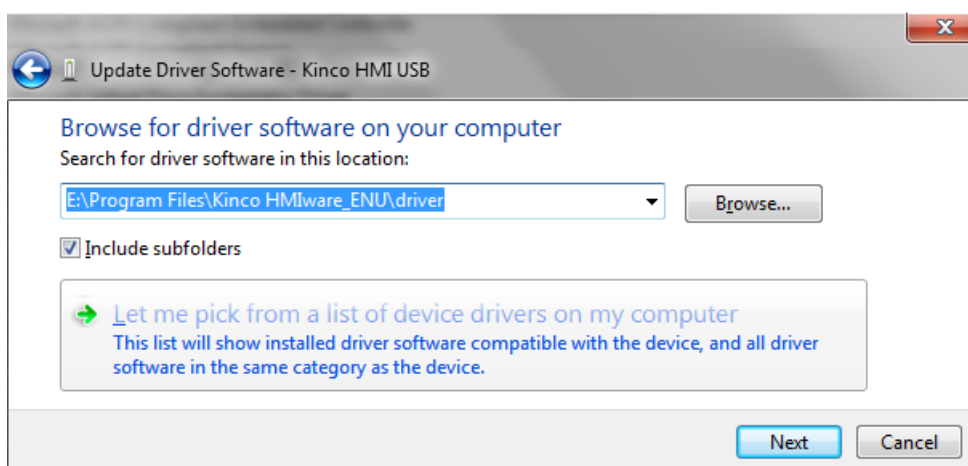 Update Driver Software - Kinco HMI USB
Browse for driver software on your computer
Search for driver software in this location:
E:\Program Files\Kinco HMIware_ENU\driver
Browse...
Include subfolders
Let me pick from a list of device drivers on my computer
This list will show installed driver software compatible with the device, and all driver
software in the same category as the device.
Next
Cancel